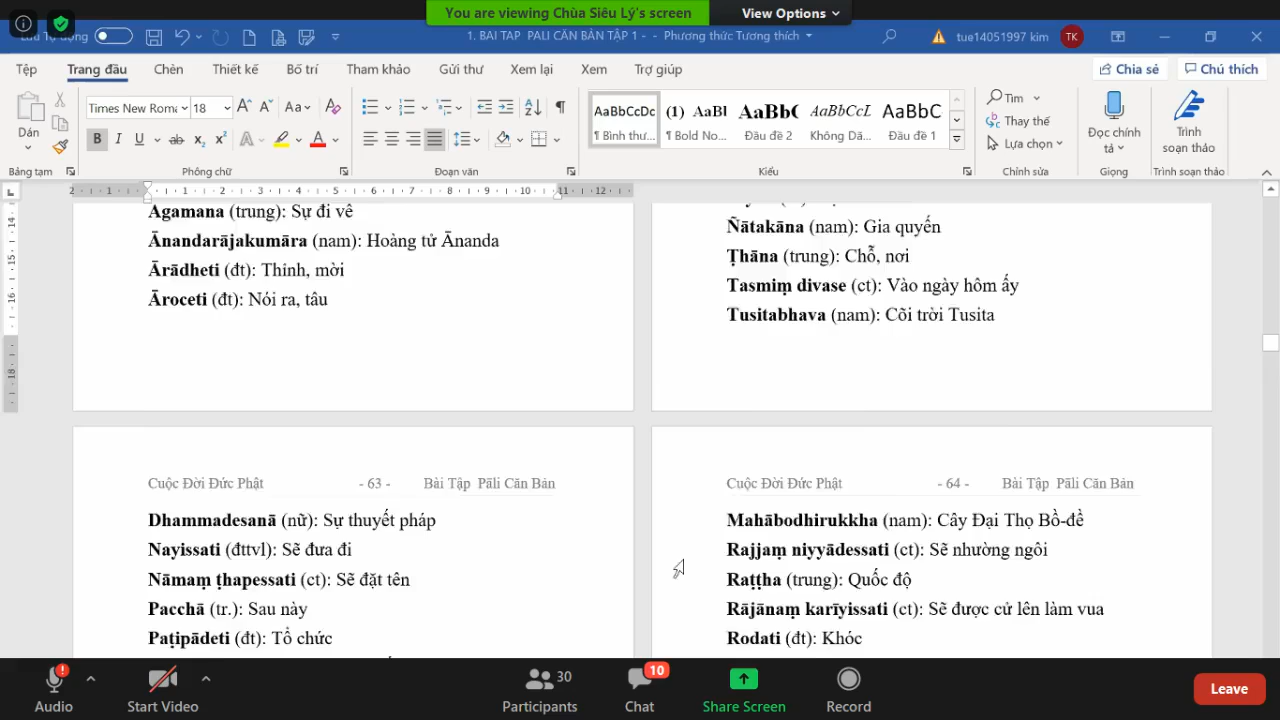 You are viewing Chùa Siêu Lý's screen
View Options
Lưu Tự động
1. BAI TAP PALI CĂN BẢN TẬP 1 - - Phương thức Tương thích
tue14051997 kim
TK
Tệp Trang đầu Chèn Thiết kế Bố trí Tham khảo Gửi thư Xem lại Xem Trợ giúp
Chia sẻ Chú thích
Dán
Times New Roma 18
AaBbCcDc (1) AaBl AaBb( AaBbCcL AaBbC
¶ Bình thư... ¶ Bold No... Đầu đề 2 Không Dã... Đầu đề 1
Tìm
Thay thế
Lựa chọn
Đọc chính tả
Trình soạn thảo
Bảng tạm Phông chữ Đoạn văn Kiểu Chỉnh sửa Giọng Trình soạn thảo
Āgamana (trung): Sự đi về
Ānandarājakumāra (nam): Hoàng tử Ānanda
Ārādheti (đt): Thỉnh, mời
Āroceti (đt): Nói ra, tâu
Ñātakāna (nam): Gia quyến
Ṭhāna (trung): Chỗ, nơi
Tasmiṃ divase (ct): Vào ngày hôm ấy
Tusitabhava (nam): Cõi trời Tusita
Cuộc Đời Đức Phật - 63 - Bài Tập Pāli Căn Bản
Dhammadesanā (nữ): Sự thuyết pháp
Nayissati (đttvl): Sẽ đưa đi
Nāmaṃ ṭhapessati (ct): Sẽ đặt tên
Pacchā (tr.): Sau này
Paṭipādeti (đt): Tổ chức
Cuộc Đời Đức Phật - 64 - Bài Tập Pāli Căn Bản
Mahābodhirukkha (nam): Cây Đại Thọ Bồ-đề
Rajjaṃ niyyādessati (ct): Sẽ nhường ngôi
Raṭṭha (trung): Quốc độ
Rājānaṃ karīyissati (ct): Sẽ được cử lên làm vua
Rodati (đt): Khóc
Audio
Start Video
Participants 30
Chat 10
Share Screen
Record
Leave